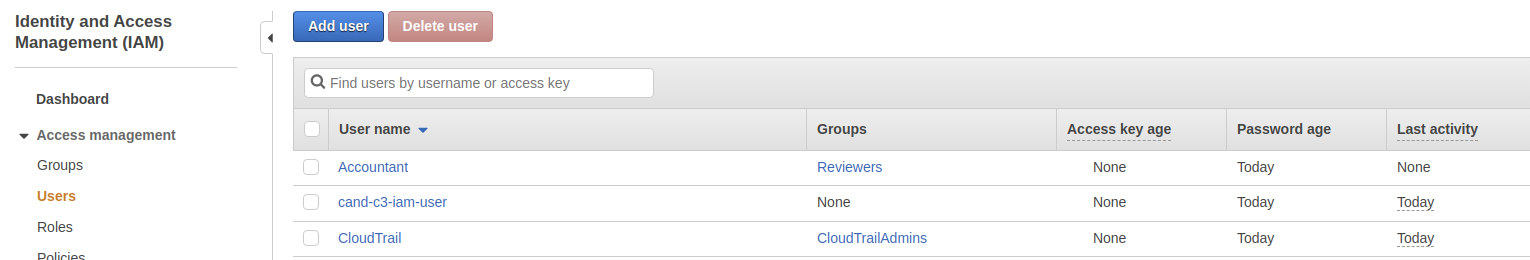 Identity and Access
Management (IAM)
Dashboard
Access management
Groups
Users
Roles
Policies
Add user
Delete user
Find users by username or access key
User name Groups Access key age Password age Last activity
Accountant Reviewers None Today None
cand-c3-iam-user None None Today Today
CloudTrail CloudTrailAdmins None Today Today